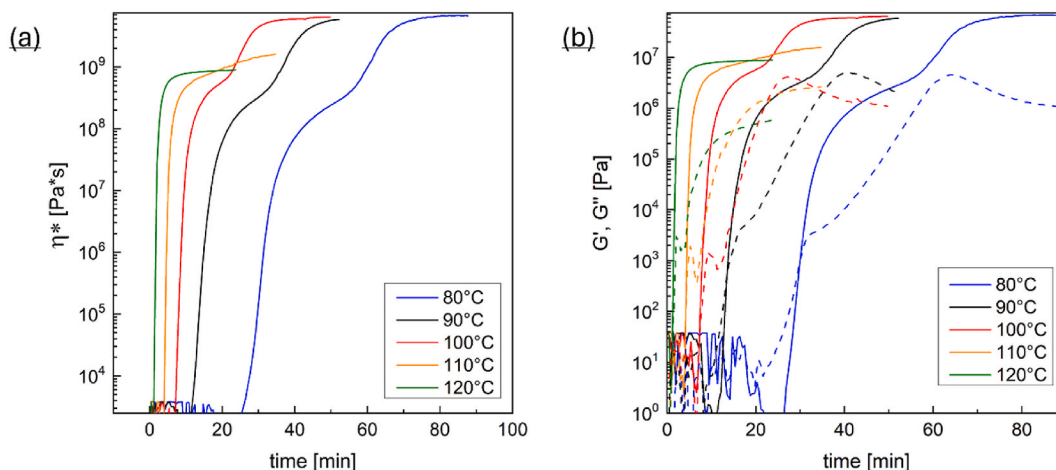 (a)
η* [Pa*s]
10⁹
10⁸
10⁷
10⁶
10⁵
10⁴
80°C
90°C
100°C
110°C
120°C
0 20 40 60 80 100
time [min]
(b)
G', G'' [Pa]
10⁷
10⁶
10⁵
10⁴
10³
10²
10¹
10⁰
80°C
90°C
100°C
110°C
120°C
0 20 40 60 80
time [min]